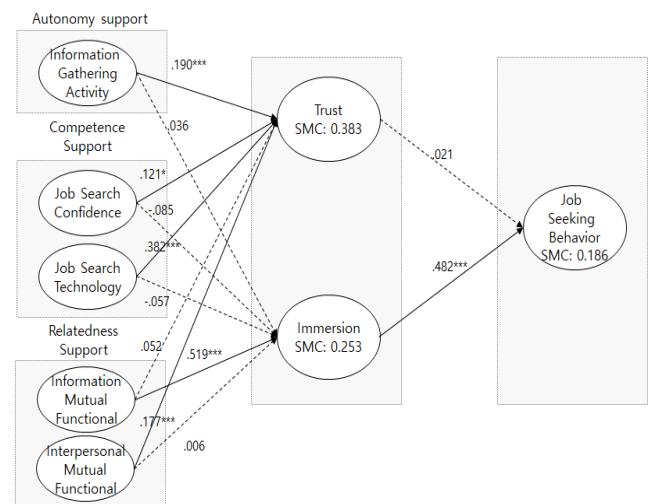 Autonomy support
Information
Gathering
Activity
.190***
.036
Competence
Support
Job Search
Confidence
.121*
-.085
.382***
Job Search
Technology
-.057
Relatedness
Support
.052
.519***
Information
Mutual
Functional
.177***
.006
Interpersonal
Mutual
Functional
Trust
SMC: 0.383
Immersion
SMC: 0.253
.021
.482***
Job
Seeking
Behavior
SMC: 0.186